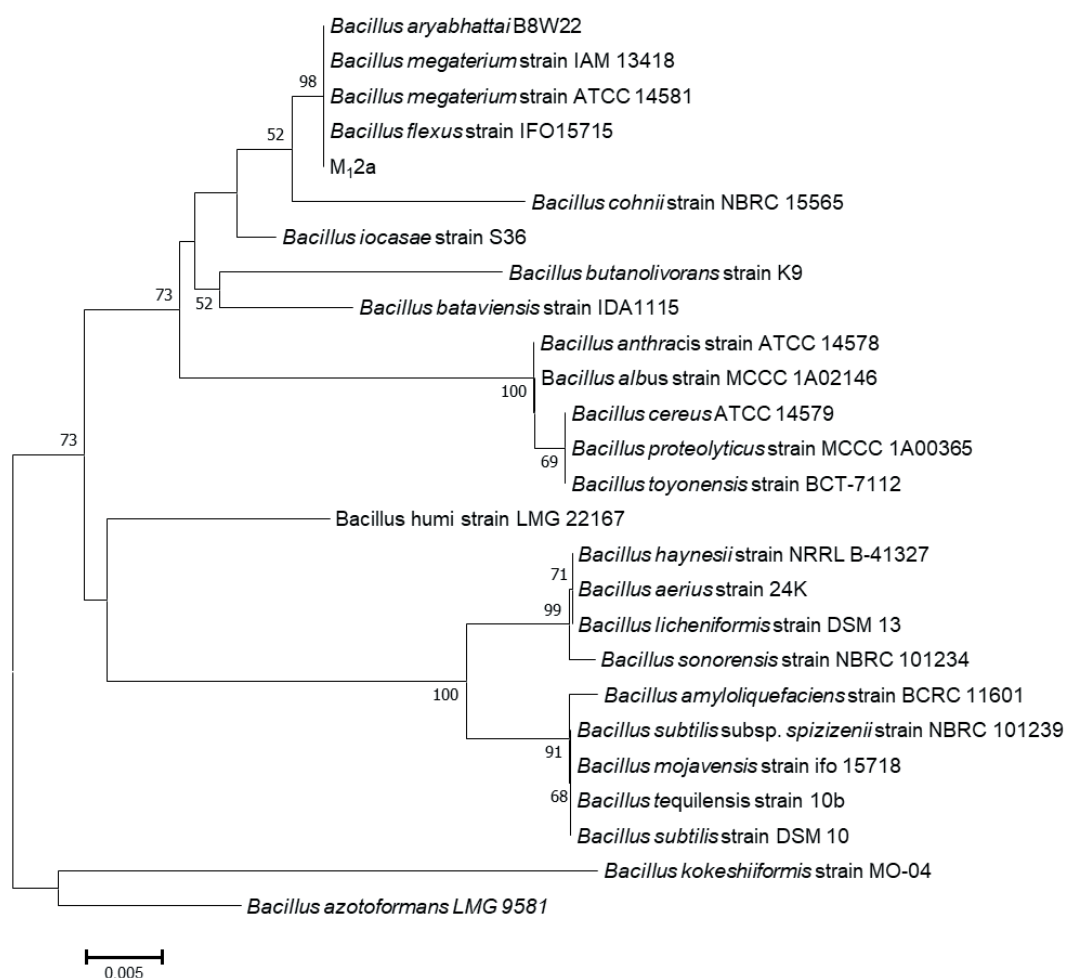 Bacillus aryabhattai B8W22
Bacillus megaterium strain IAM 13418
98
Bacillus megaterium strain ATCC 14581
Bacillus flexus strain IFO15715
52
M₁2a
Bacillus cohnii strain NBRC 15565
Bacillus iocasae strain S36
Bacillus butanolivorans strain K9
73
52
Bacillus bataviensis strain IDA1115
Bacillus anthracis strain ATCC 14578
Bacillus albus strain MCCC 1A02146
100
Bacillus cereus ATCC 14579
73
Bacillus proteolyticus strain MCCC 1A00365
69
Bacillus toyonensis strain BCT-7112
Bacillus humi strain LMG 22167
Bacillus haynesii strain NRRL B-41327
71
Bacillus aerius strain 24K
99
Bacillus licheniformis strain DSM 13
Bacillus sonorensis strain NBRC 101234
100
Bacillus amyloliquefaciens strain BCRC 11601
Bacillus subtilis subsp. spizizenii strain NBRC 101239
91
Bacillus mojavensis strain ifo 15718
68
Bacillus tequilensis strain 10b
Bacillus subtilis strain DSM 10
Bacillus kokeshiiformis strain MO-04
Bacillus azotoformans LMG 9581
0.005